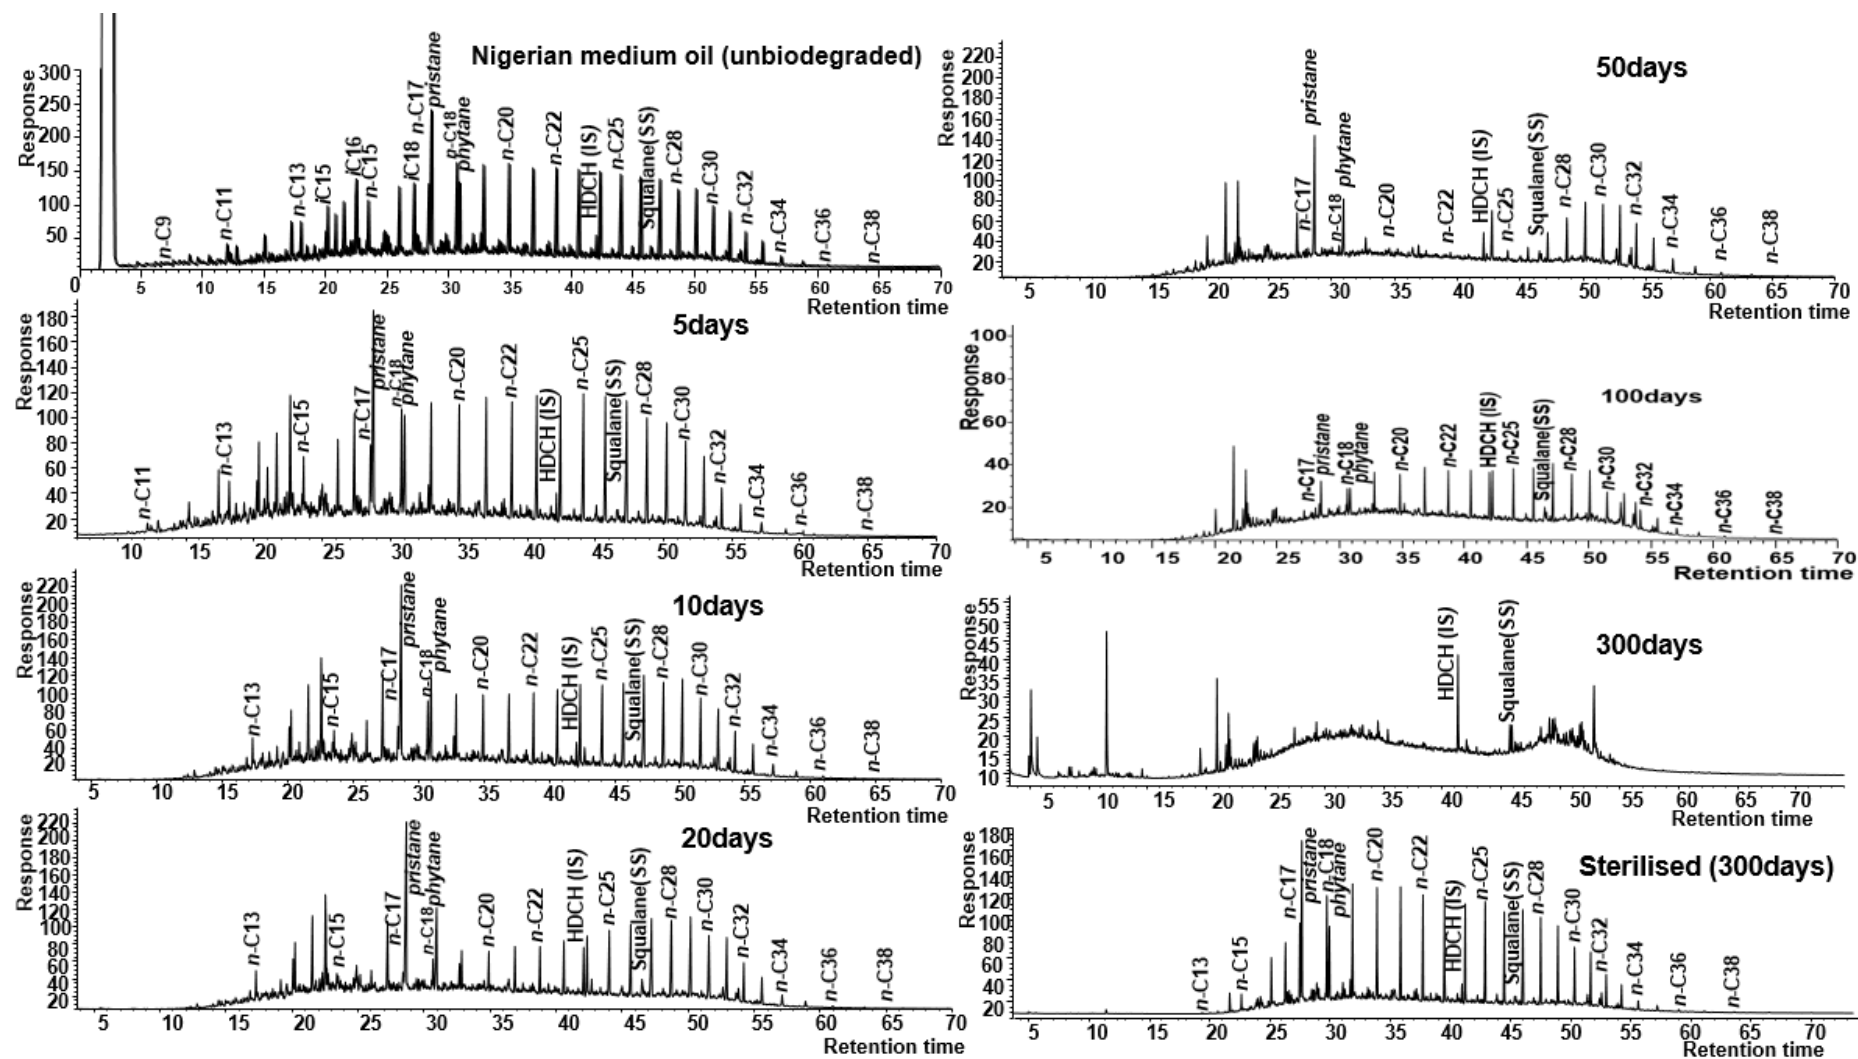 Nigerian medium oil (unbiodegraded)
Response
300
250
200
150
100
50
0
5
10
15
20
25
30
35
40
45
50
55
60
65
70
Retention time
n-C9
n-C11
n-C13
iC15
iC16
n-C15
iC18
n-C17
pristane
n-C18
phytane
n-C20
n-C22
HDCH (IS)
n-C25
Squalane(SS)
n-C28
n-C30
n-C32
n-C34
n-C36
n-C38
5days
Response
180
160
140
120
100
80
60
40
20
10
15
20
25
30
35
40
45
50
55
60
65
70
Retention time
n-C11
n-C13
n-C15
n-C17
pristane
n-C18
phytane
n-C20
n-C22
HDCH (IS)
n-C25
Squalane(SS)
n-C28
n-C30
n-C32
n-C34
n-C36
n-C38
10days
Response
220
200
180
160
140
120
100
80
60
40
20
5
10
15
20
25
30
35
40
45
50
55
60
65
70
Retention time
n-C13
n-C15
n-C17
pristane
n-C18
phytane
n-C20
n-C22
HDCH (IS)
n-C25
Squalane(SS)
n-C28
n-C30
n-C32
n-C34
n-C36
n-C38
20days
Response
220
200
180
160
140
120
100
80
60
40
20
5
10
15
20
25
30
35
40
45
50
55
60
65
70
Retention time
n-C13
n-C15
n-C17
pristane
n-C18
phytane
n-C20
n-C22
HDCH (IS)
n-C25
Squalane(SS)
n-C28
n-C30
n-C32
n-C34
n-C36
n-C38
50days
Response
220
200
180
160
140
120
100
80
60
40
20
5
10
15
20
25
30
35
40
45
50
55
60
65
70
Retention time
n-C17
pristane
n-C18
phytane
n-C20
n-C22
HDCH (IS)
n-C25
Squalane(SS)
n-C28
n-C30
n-C32
n-C34
n-C36
n-C38
100days
Response
100
80
60
40
20
5
10
15
20
25
30
35
40
45
50
55
60
65
70
Retention time
n-C17
pristane
n-C18
phytane
n-C20
n-C22
HDCH (IS)
n-C25
Squalane(SS)
n-C28
n-C30
n-C32
n-C34
n-C36
n-C38
300days
Response
55
50
45
40
35
30
25
20
15
10
5
10
15
20
25
30
35
40
45
50
55
60
65
70
Retention time
HDCH (IS)
Squalane(SS)
Sterilised (300days)
Response
180
160
140
120
100
80
60
40
20
5
10
15
20
25
30
35
40
45
50
55
60
65
70
Retention time
n-C13
n-C15
n-C17
pristane
n-C18
phytane
n-C20
n-C22
HDCH (IS)
n-C25
Squalane(SS)
n-C28
n-C30
n-C32
n-C34
n-C36
n-C38